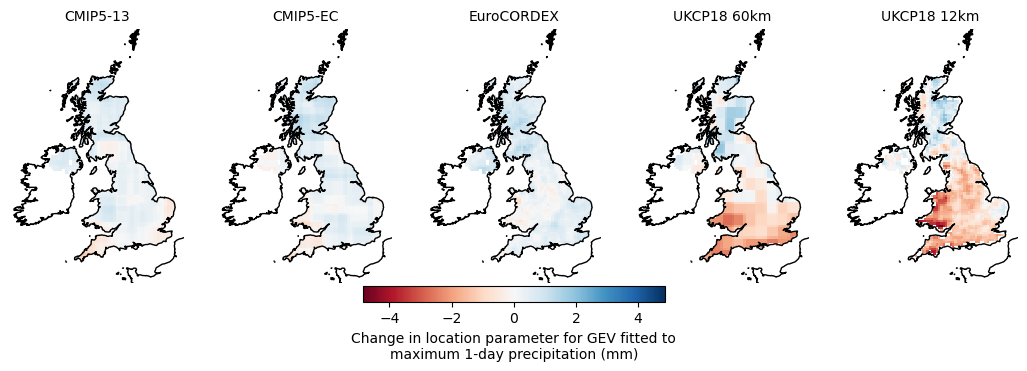 CMIP5-13 CMIP5-EC EuroCORDEX UKCP18 60km UKCP18 12km
−4 −2 0 2 4
Change in location parameter for GEV fitted to
maximum 1-day precipitation (mm)